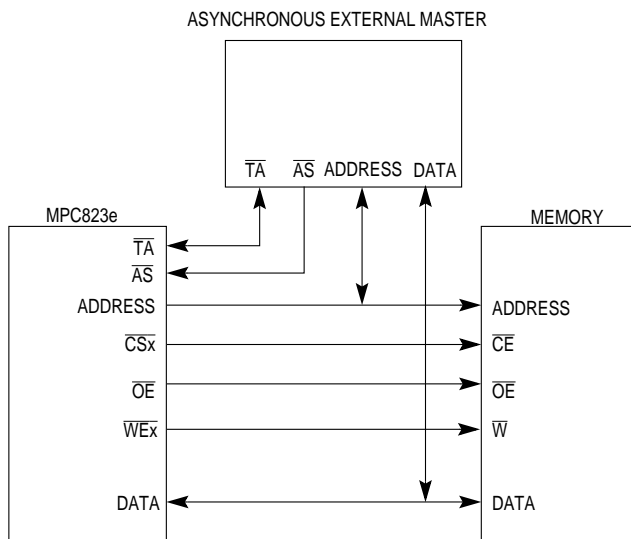 ASYNCHRONOUS EXTERNAL MASTER
TA AS ADDRESS DATA
MPC823e
MEMORY
TA
AS
ADDRESS
ADDRESS
CSx
CE
OE
OE
WEx
W
DATA
DATA